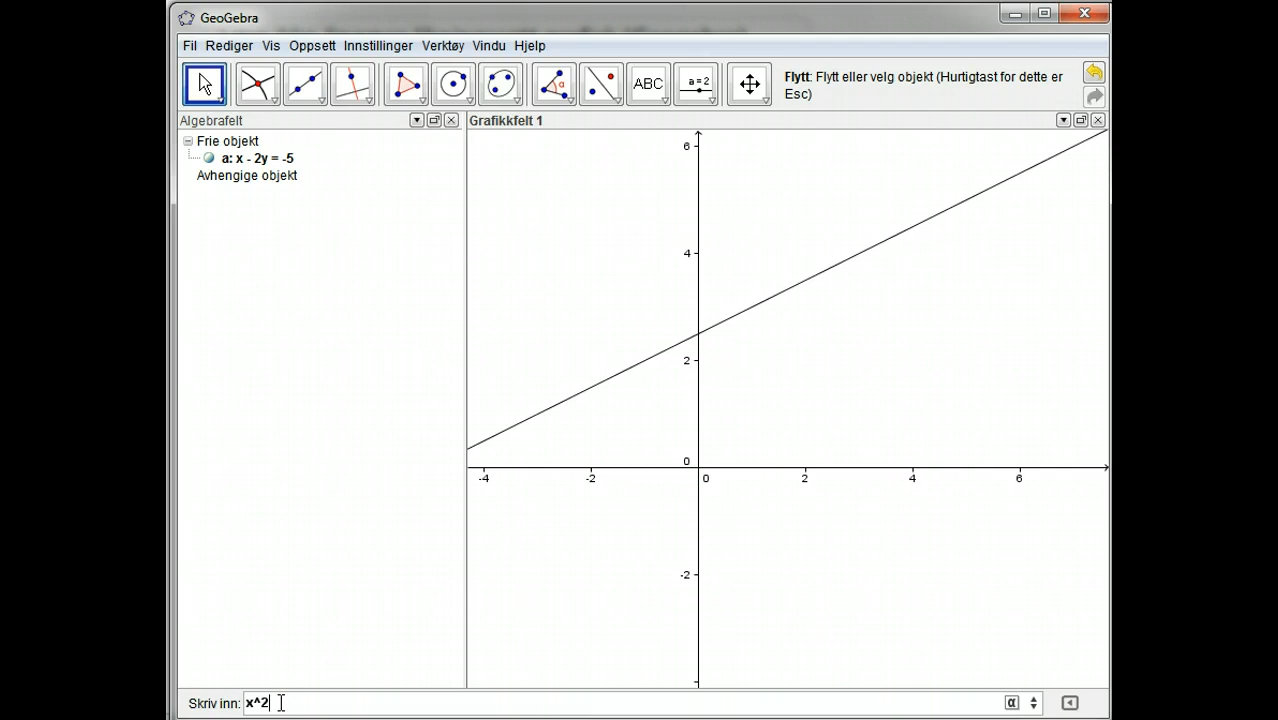 GeoGebra
Fil Rediger Vis Oppsett Innstillinger Verktøy Vindu Hjelp
ABC
a=2
Flytt: Flytt eller velg objekt (Hurtigtast for dette er
Esc)
Algebrafelt
Grafikkfelt 1
Frie objekt
a: x - 2y = -5
Avhengige objekt
6
4
2
0
-4 -2 0 2 4 6
-2
Skriv inn: x^2
α